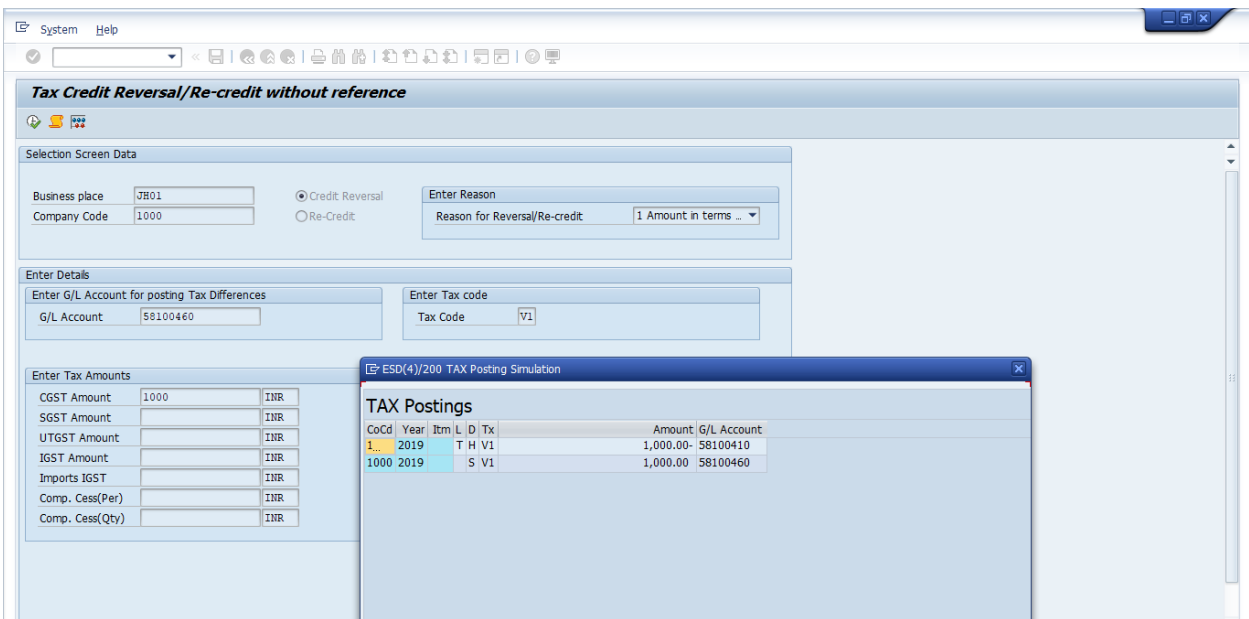 System Help
Tax Credit Reversal/Re-credit without reference
Selection Screen Data
Business place JH01 Credit Reversal Enter Reason
Company Code 1000 Re-Credit Reason for Reversal/Re-credit 1 Amount in terms ...
Enter Details
Enter G/L Account for posting Tax Differences Enter Tax code
G/L Account 58100460 Tax Code V1
Enter Tax Amounts
CGST Amount 1000 INR
SGST Amount INR
UTGST Amount INR
IGST Amount INR
Imports IGST INR
Comp. Cess(Per) INR
Comp. Cess(Qty) INR
ESD(4)/200 TAX Posting Simulation
TAX Postings
CoCd Year Itm L D Tx Amount G/L Account
1... 2019 T H V1 1,000.00- 58100410
1000 2019 S V1 1,000.00 58100460